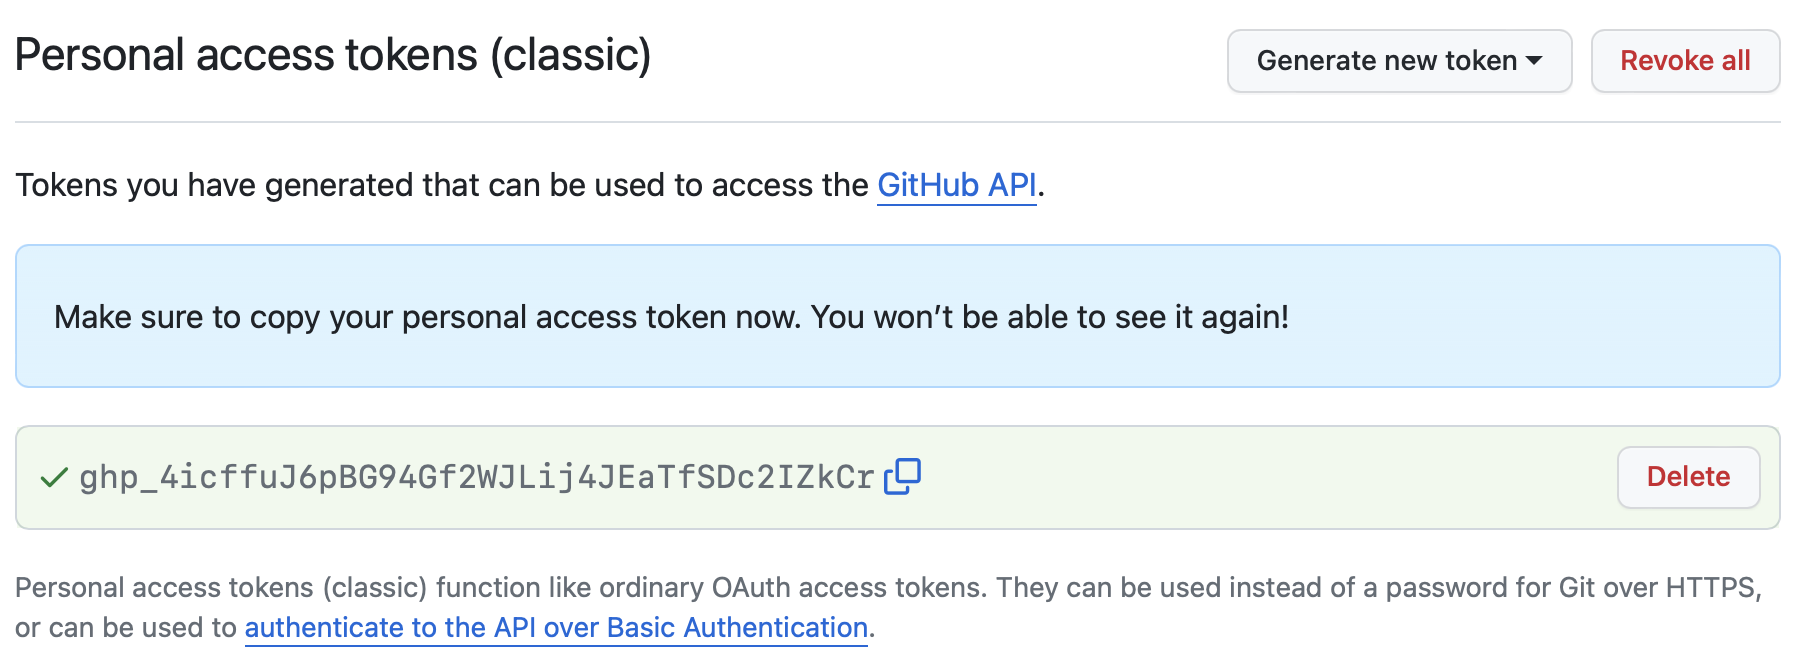 Personal access tokens (classic)
Generate new token
Revoke all
Tokens you have generated that can be used to access the GitHub API.
Make sure to copy your personal access token now. You won’t be able to see it again!
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
Delete
Personal access tokens (classic) function like ordinary OAuth access tokens. They can be used instead of a password for Git over HTTPS,
or can be used to authenticate to the API over Basic Authentication.